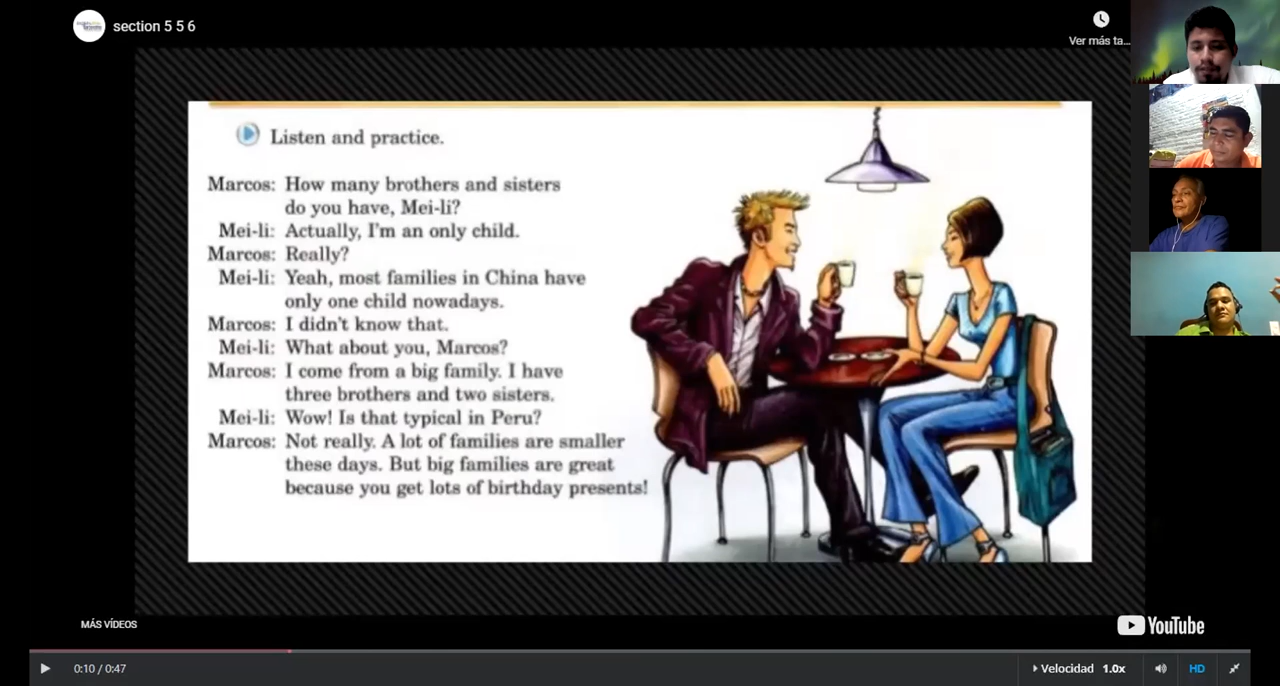 section 5 5 6
Ver más ta...
Listen and practice.
Marcos: How many brothers and sisters
do you have, Mei-li?
Mei-li: Actually, I'm an only child.
Marcos: Really?
Mei-li: Yeah, most families in China have
only one child nowadays.
Marcos: I didn't know that.
Mei-li: What about you, Marcos?
Marcos: I come from a big family. I have
three brothers and two sisters.
Mei-li: Wow! Is that typical in Peru?
Marcos: Not really. A lot of families are smaller
these days. But big families are great
because you get lots of birthday presents!
MÁS VÍDEOS
YouTube
0:10 / 0:47
Velocidad 1.0x
HD